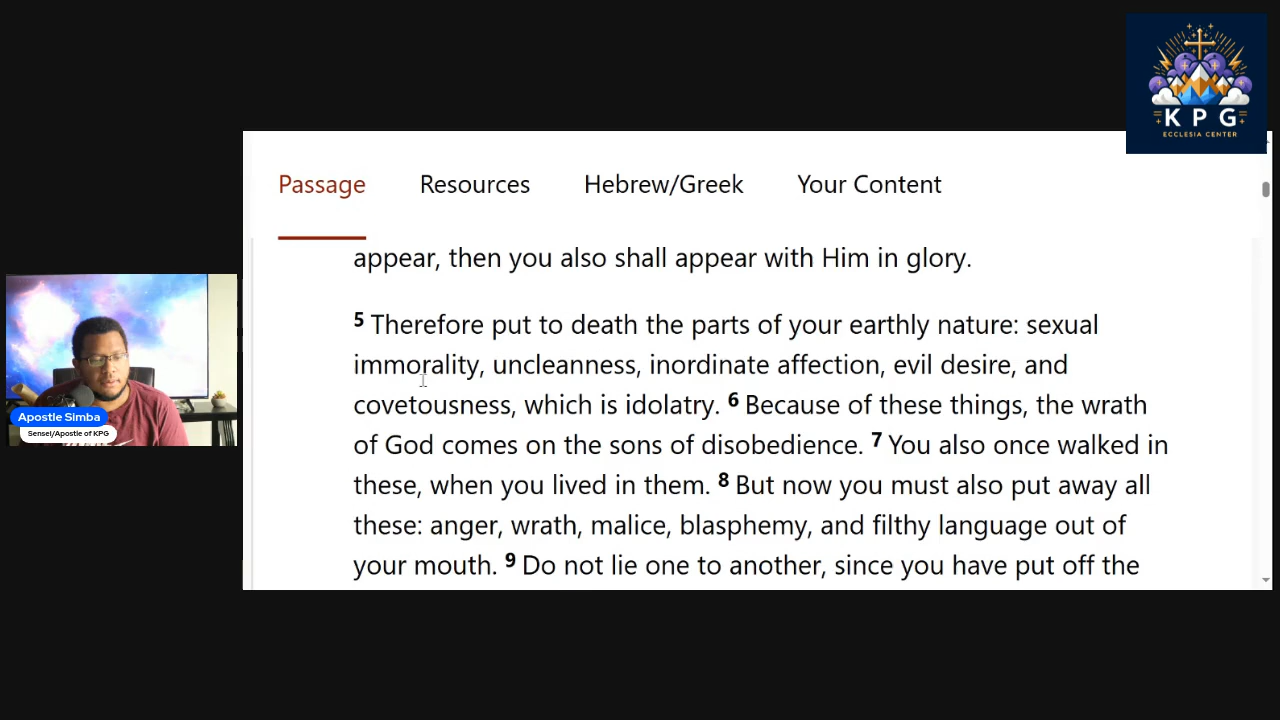 KPG
ECCLESIA CENTER
Passage Resources Hebrew/Greek Your Content
appear, then you also shall appear with Him in glory.
5 Therefore put to death the parts of your earthly nature: sexual
immorality, uncleanness, inordinate affection, evil desire, and
covetousness, which is idolatry. 6 Because of these things, the wrath
of God comes on the sons of disobedience. 7 You also once walked in
these, when you lived in them. 8 But now you must also put away all
these: anger, wrath, malice, blasphemy, and filthy language out of
your mouth. 9 Do not lie one to another, since you have put off the
Apostle Simba
Sensei/Apostle of KPG